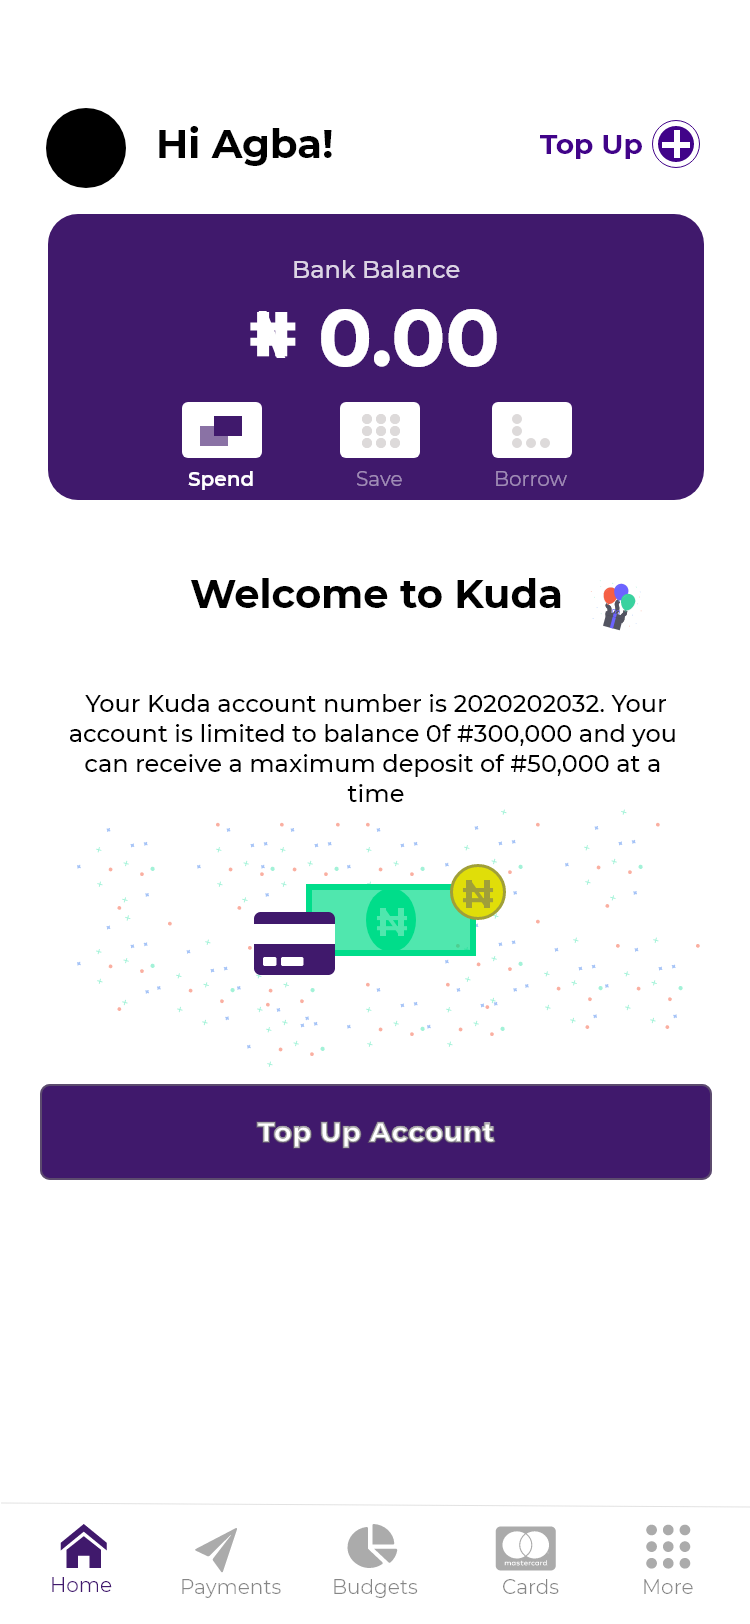 Hi Agba!
Top Up
Bank Balance
₦ 0.00
Spend
Save
Borrow
Welcome to Kuda
Your Kuda account number is 2020202032. Your
account is limited to balance 0f #300,000 and you
can receive a maximum deposit of #50,000 at a
time
₦
₦
Top Up Account
mastercard
Home
Payments
Budgets
Cards
More